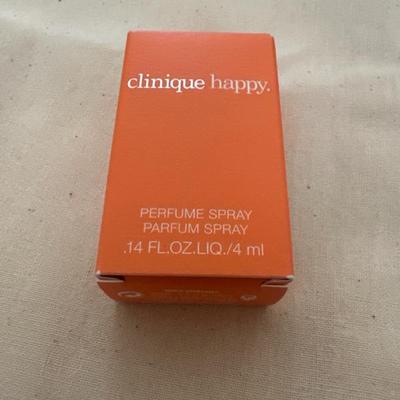 clinique happy.
PERFUME SPRAY
PARFUM SPRAY
.14 FL.OZ.LIQ./4 ml